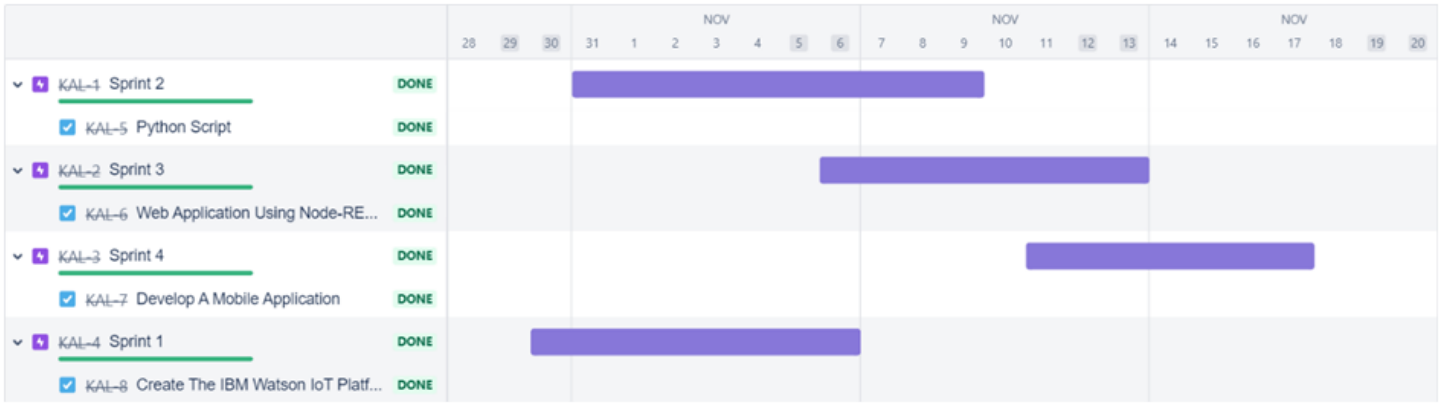 NOV NOV NOV
28 29 30 31 1 2 3 4 5 6 7 8 9 10 11 12 13 14 15 16 17 18 19 20
KAL-1 Sprint 2 DONE
KAL-5 Python Script DONE
KAL-2 Sprint 3 DONE
KAL-6 Web Application Using Node-RE... DONE
KAL-3 Sprint 4 DONE
KAL-7 Develop A Mobile Application DONE
KAL-4 Sprint 1 DONE
KAL-8 Create The IBM Watson IoT Platf... DONE